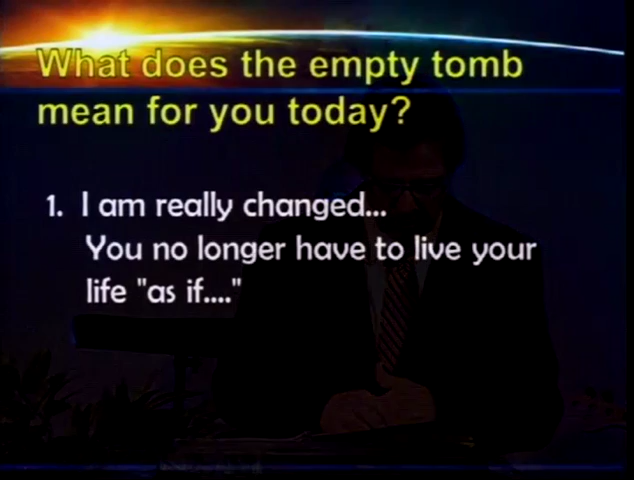 What does the empty tomb
mean for you today?
1. I am really changed...
You no longer have to live your
life "as if...."